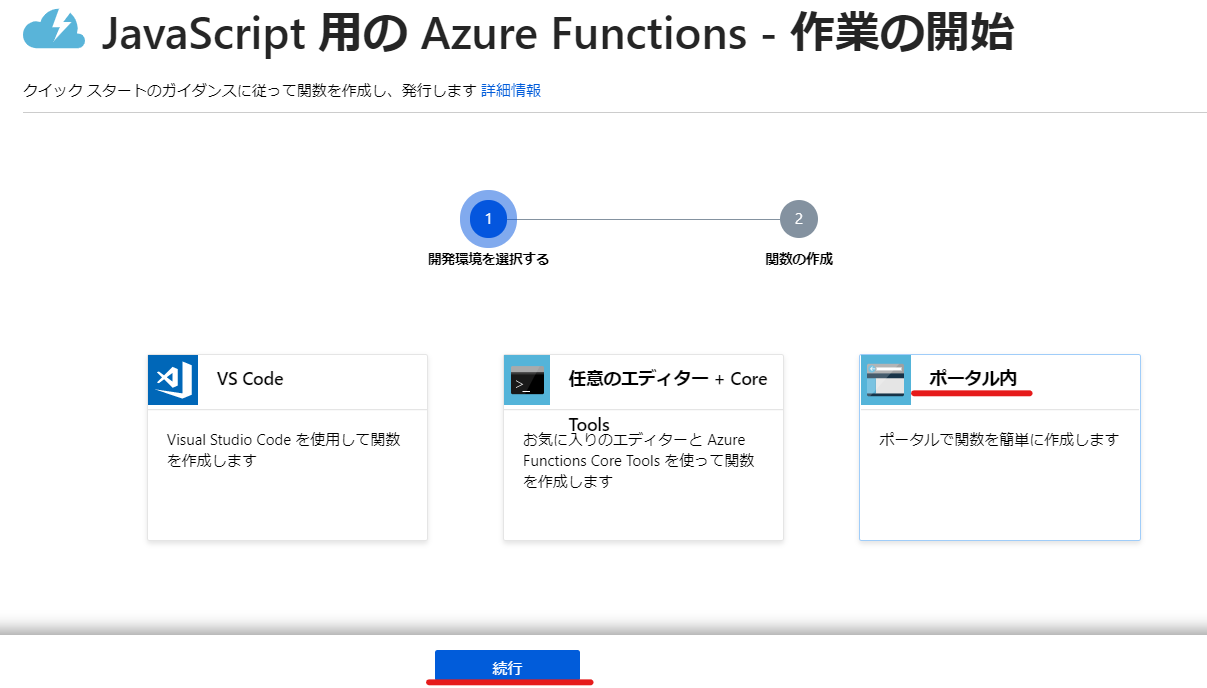 JavaScript 用の Azure Functions - 作業の開始
クイック スタートのガイダンスに従って関数を作成し、発行します 詳細情報
1
2
開発環境を選択する
関数の作成
VS Code
Visual Studio Code を使用して関数
を作成します
任意のエディター + Core
Tools
お気に入りのエディターと Azure
Functions Core Tools を使って関数
を作成します
ポータル内
ポータルで関数を簡単に作成します
続行